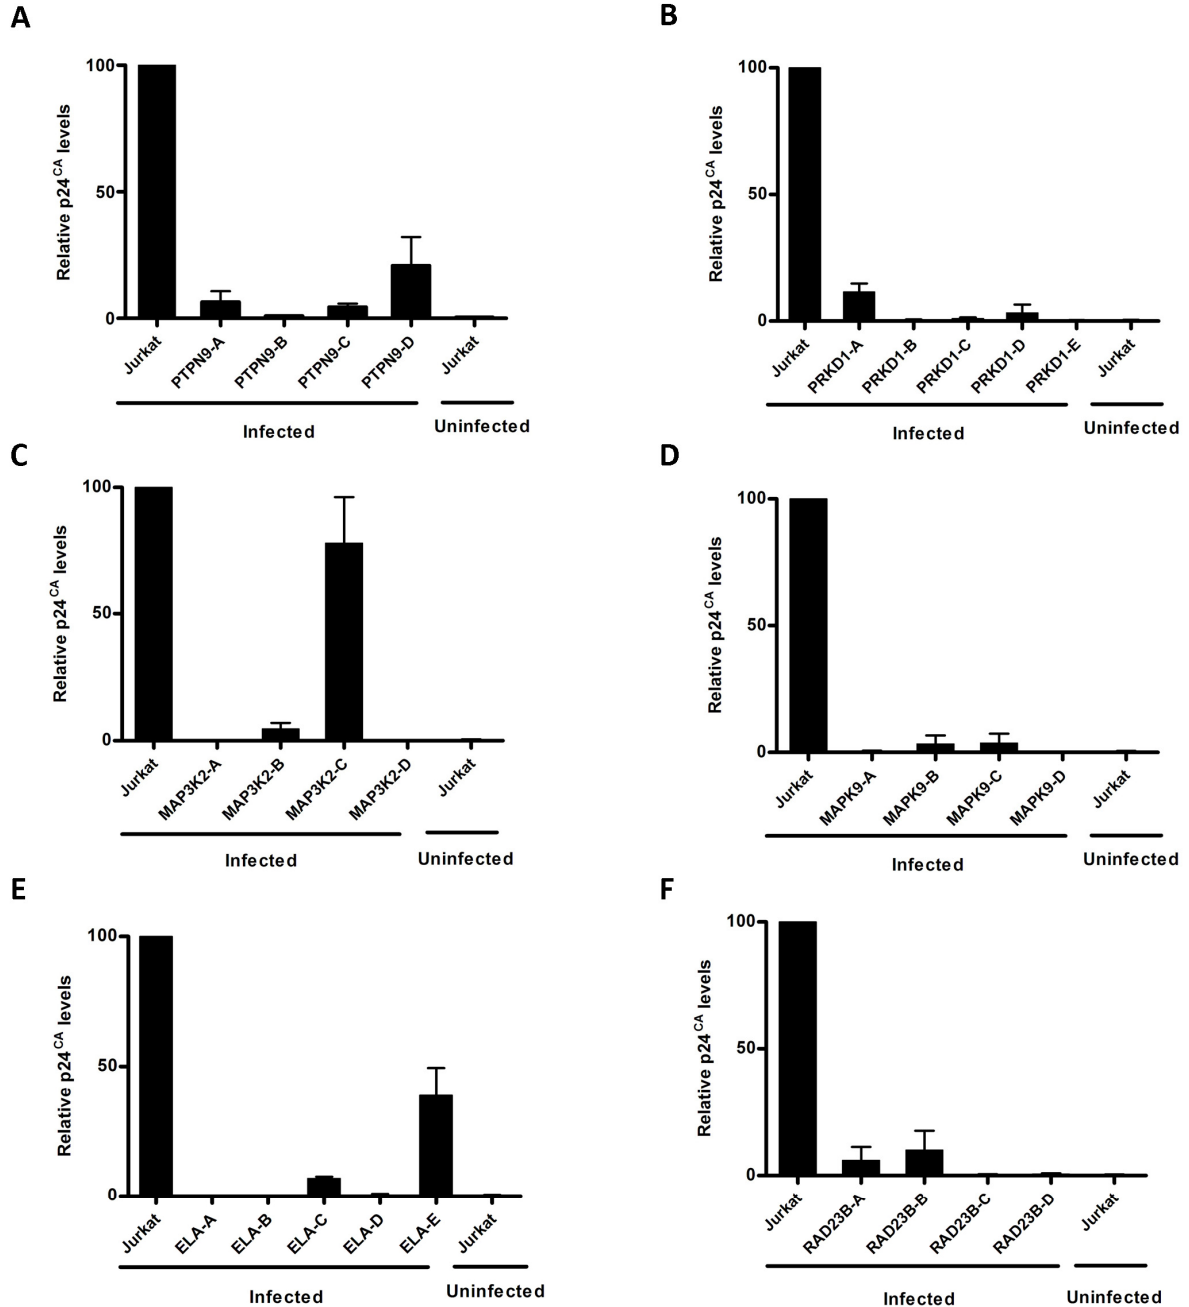 A
100
50
0
Relative p24CA levels
Jurkat
PTPN9-A
PTPN9-B
PTPN9-C
PTPN9-D
Jurkat
Infected
Uninfected
B
100
50
0
Relative p24CA levels
Jurkat
PRKD1-A
PRKD1-B
PRKD1-C
PRKD1-D
PRKD1-E
Jurkat
Infected
Uninfected
C
100
50
0
Relative p24CA levels
Jurkat
MAP3K2-A
MAP3K2-B
MAP3K2-C
MAP3K2-D
Jurkat
Infected
Uninfected
D
100
50
0
Relative p24CA levels
Jurkat
MAPK9-A
MAPK9-B
MAPK9-C
MAPK9-D
Jurkat
Infected
Uninfected
E
100
50
0
Relative p24CA levels
Jurkat
ELA-A
ELA-B
ELA-C
ELA-D
ELA-E
Jurkat
Infected
Uninfected
F
100
50
0
Relative p24CA levels
Jurkat
RAD23B-A
RAD23B-B
RAD23B-C
RAD23B-D
Jurkat
Infected
Uninfected